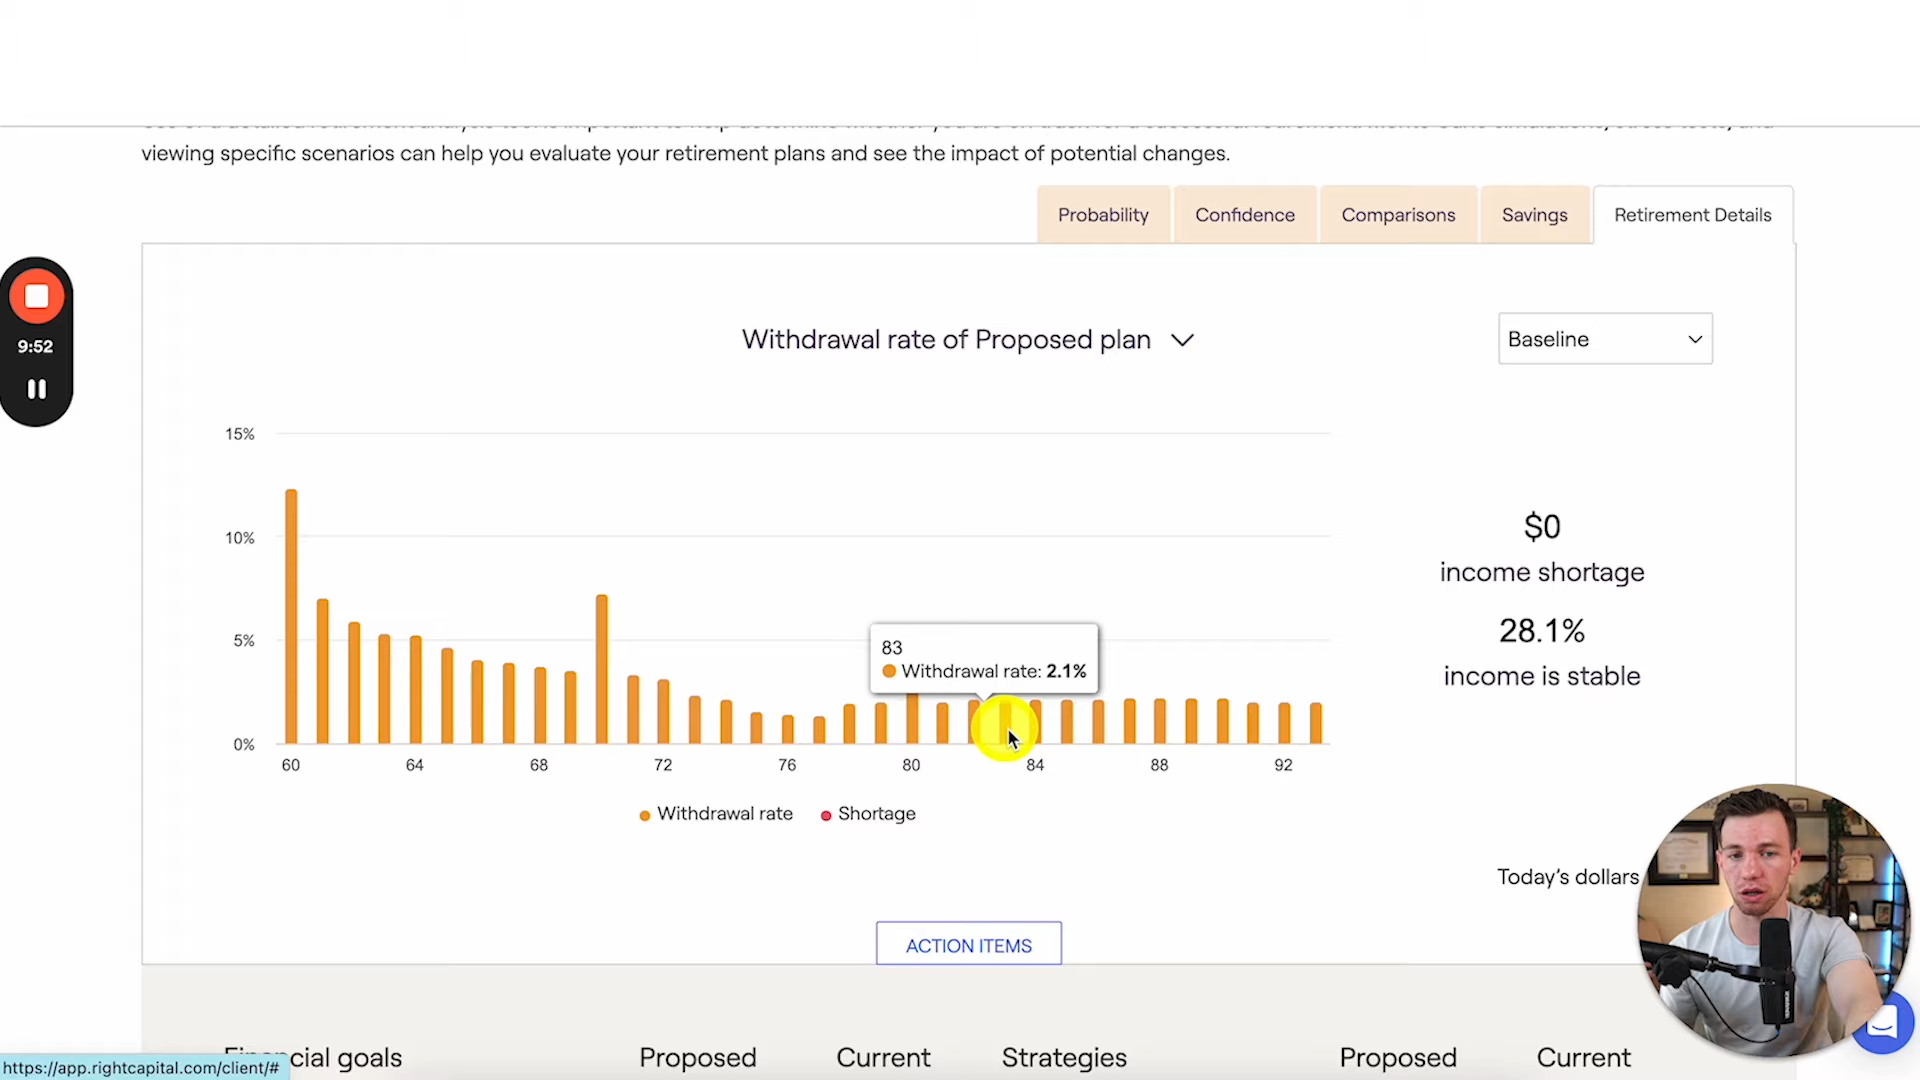 viewing specific scenarios can help you evaluate your retirement plans and see the impact of potential changes.
Probability
Confidence
Comparisons
Savings
Retirement Details
9:52
Withdrawal rate of Proposed plan
Baseline
15%
10%
5%
0%
83
Withdrawal rate: 2.1%
60
64
68
72
76
80
84
88
92
Withdrawal rate
Shortage
$0
income shortage
28.1%
income is stable
Today's dollars
ACTION ITEMS
Financial goals
Proposed
Current
Strategies
Proposed
Current
https://app.rightcapital.com/client/#